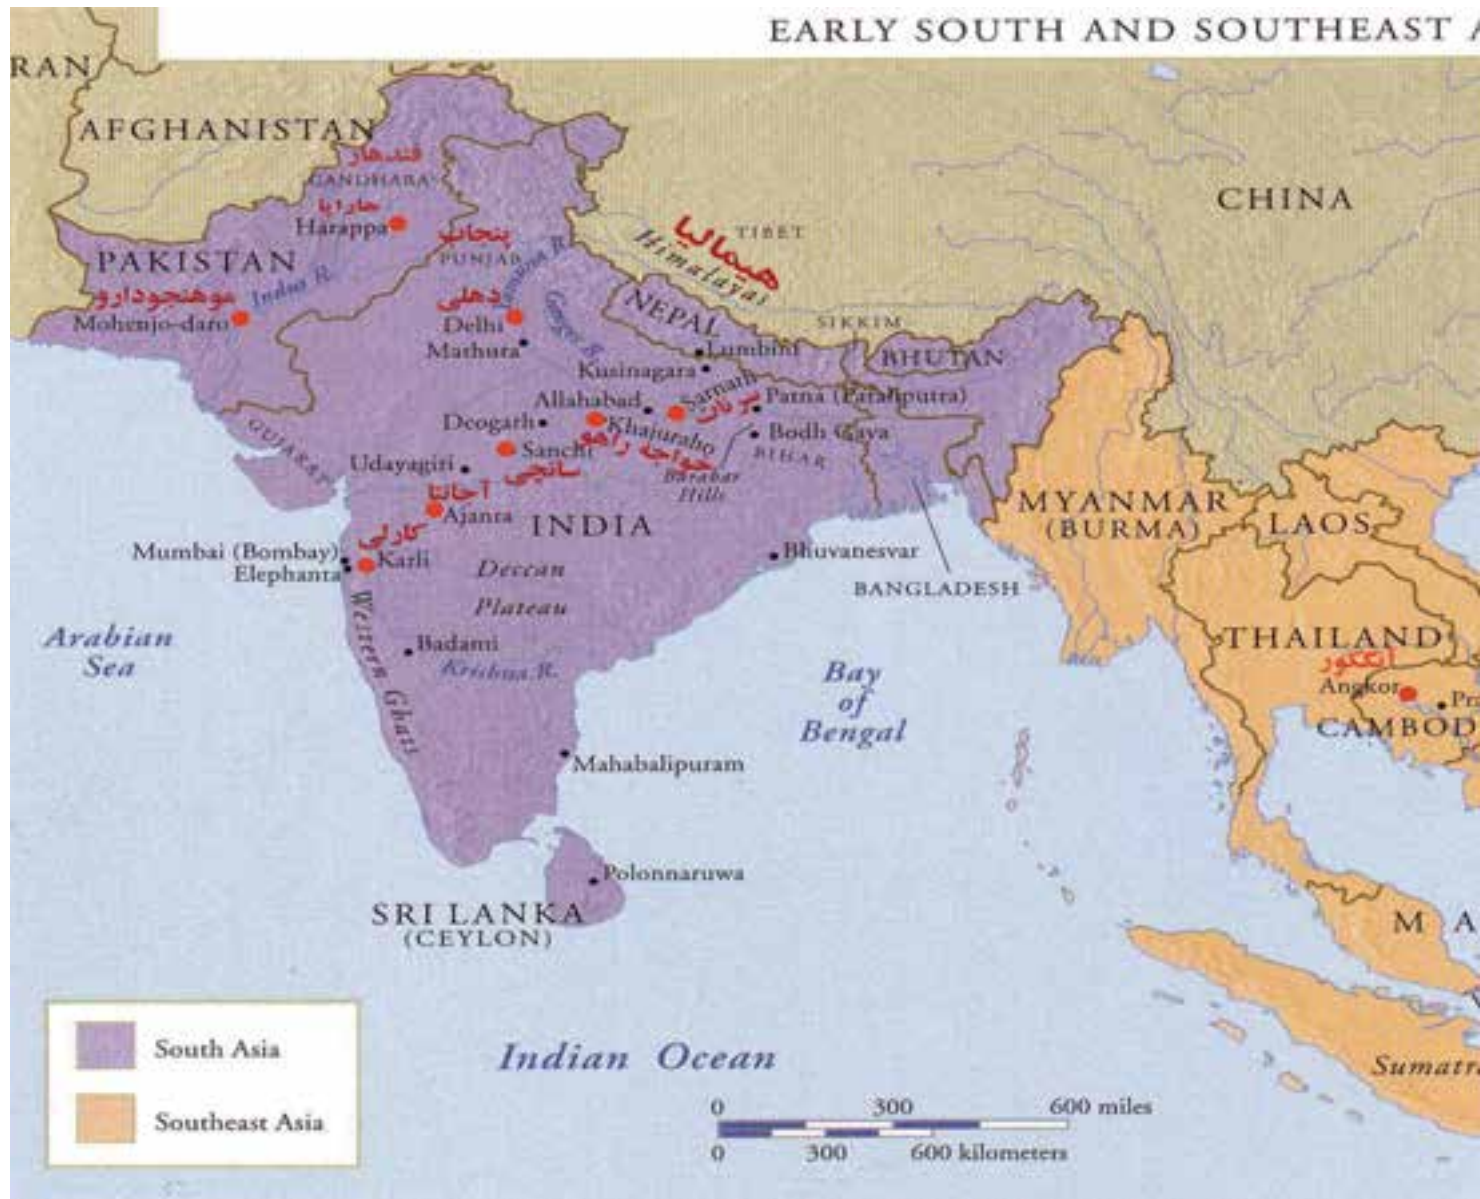 EARLY SOUTH AND SOUTHEAST
RAN
AFGHANISTAN
قندهار
GANDHARA
هاراپا
Harappa
CHINA
پنجاب
PUNJAB
هیمالیا
TIBET
Himalayas
PAKISTAN
Indus R.
موهنجودارو
Mohenjo-daro
دهلی
Delhi
Mathura
Ganges R.
NEPAL
SIKKIM
Lumbini
BHUTAN
Kusinagara
Sarnath
Allahabad
Patna (Pataliputra)
Deogarh
Khajuraho
خواجه راهو
Bodh Gaya
BIHAR
GUJARAT
Sanchi
سانچی
Udayagiri
Barabar
Hills
آجانتا
Ajanta
INDIA
MYANMAR
(BURMA)
LAOS
کارلی
Karli
Mumbai (Bombay)
Elephanta
Deccan
Plateau
Bhuvanesvar
BANGLADESH
Western Ghats
Arabian
Sea
Badami
Krishna R.
Bay
of
Bengal
THAILAND
آنگکور
Angkor
Pr
CAMBOD
Mahabalipuram
Polonnaruwa
SRI LANKA
(CEYLON)
M A
South Asia
Southeast Asia
Indian Ocean
Sumatra
0 300 600 miles
0 300 600 kilometers